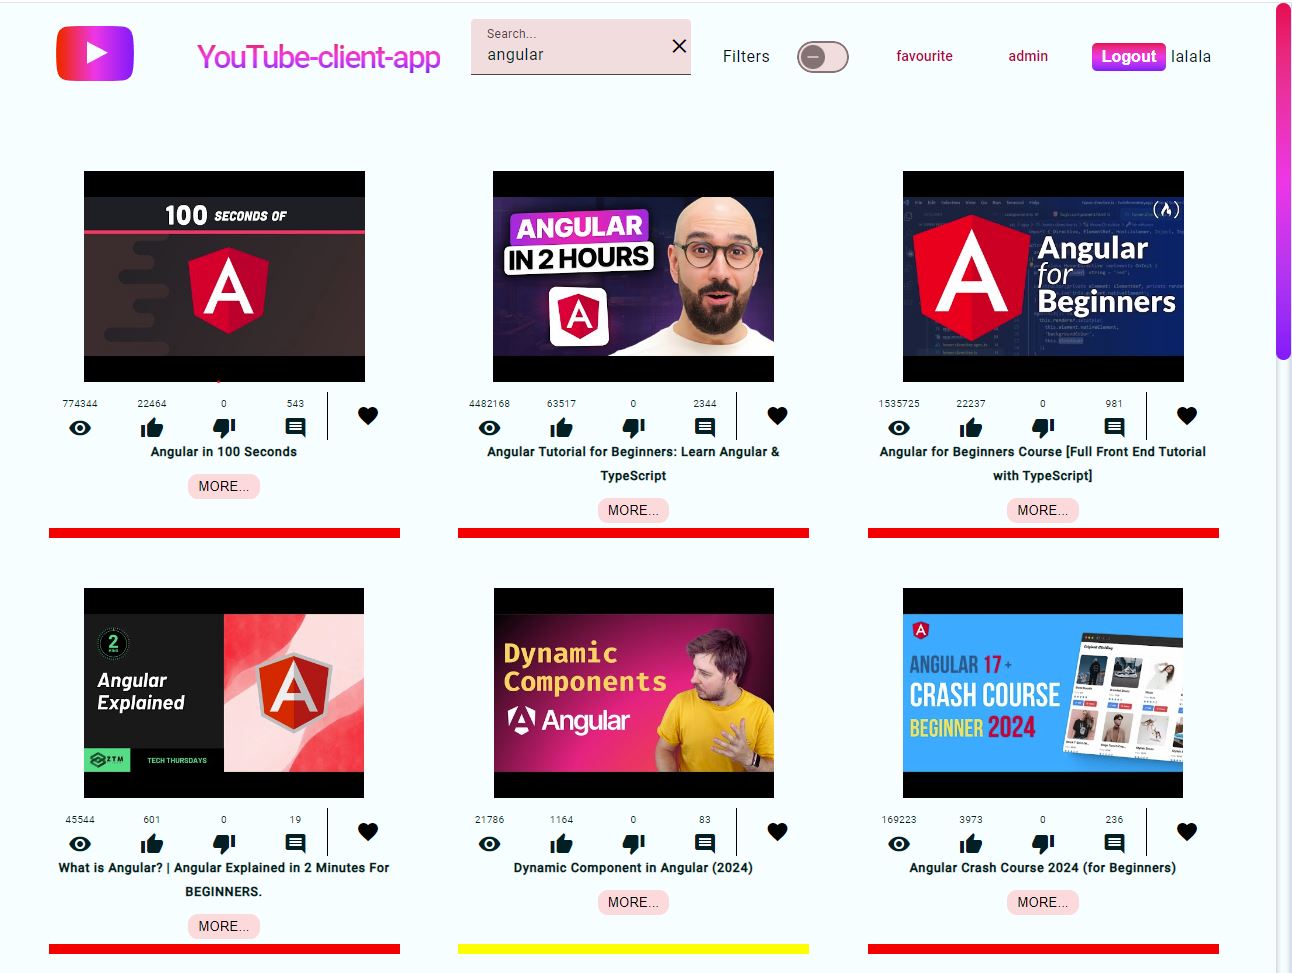 YouTube-client-app
Search...
angular
Filters
favourite
admin
Logout lalala
100 SECONDS OF
ANGULAR
IN 2 HOURS
Angular
for
Beginners
774344 22464 0 543
Angular in 100 Seconds
MORE...
4482168 63517 0 2344
Angular Tutorial for Beginners: Learn Angular &
TypeScript
MORE...
1535725 22237 0 981
Angular for Beginners Course [Full Front End Tutorial
with TypeScript]
MORE...
2
Angular
Explained
ZTM
TECH THURSDAYS
Dynamic
Components
Angular
ANGULAR 17+
CRASH COURSE
BEGINNER 2024
45544 601 0 19
What is Angular? | Angular Explained in 2 Minutes For
BEGINNERS.
MORE...
21786 1164 0 83
Dynamic Component in Angular (2024)
MORE...
169223 3973 0 236
Angular Crash Course 2024 (for Beginners)
MORE...